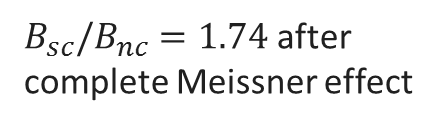 B_sc/B_nc = 1.74 after
complete Meissner effect